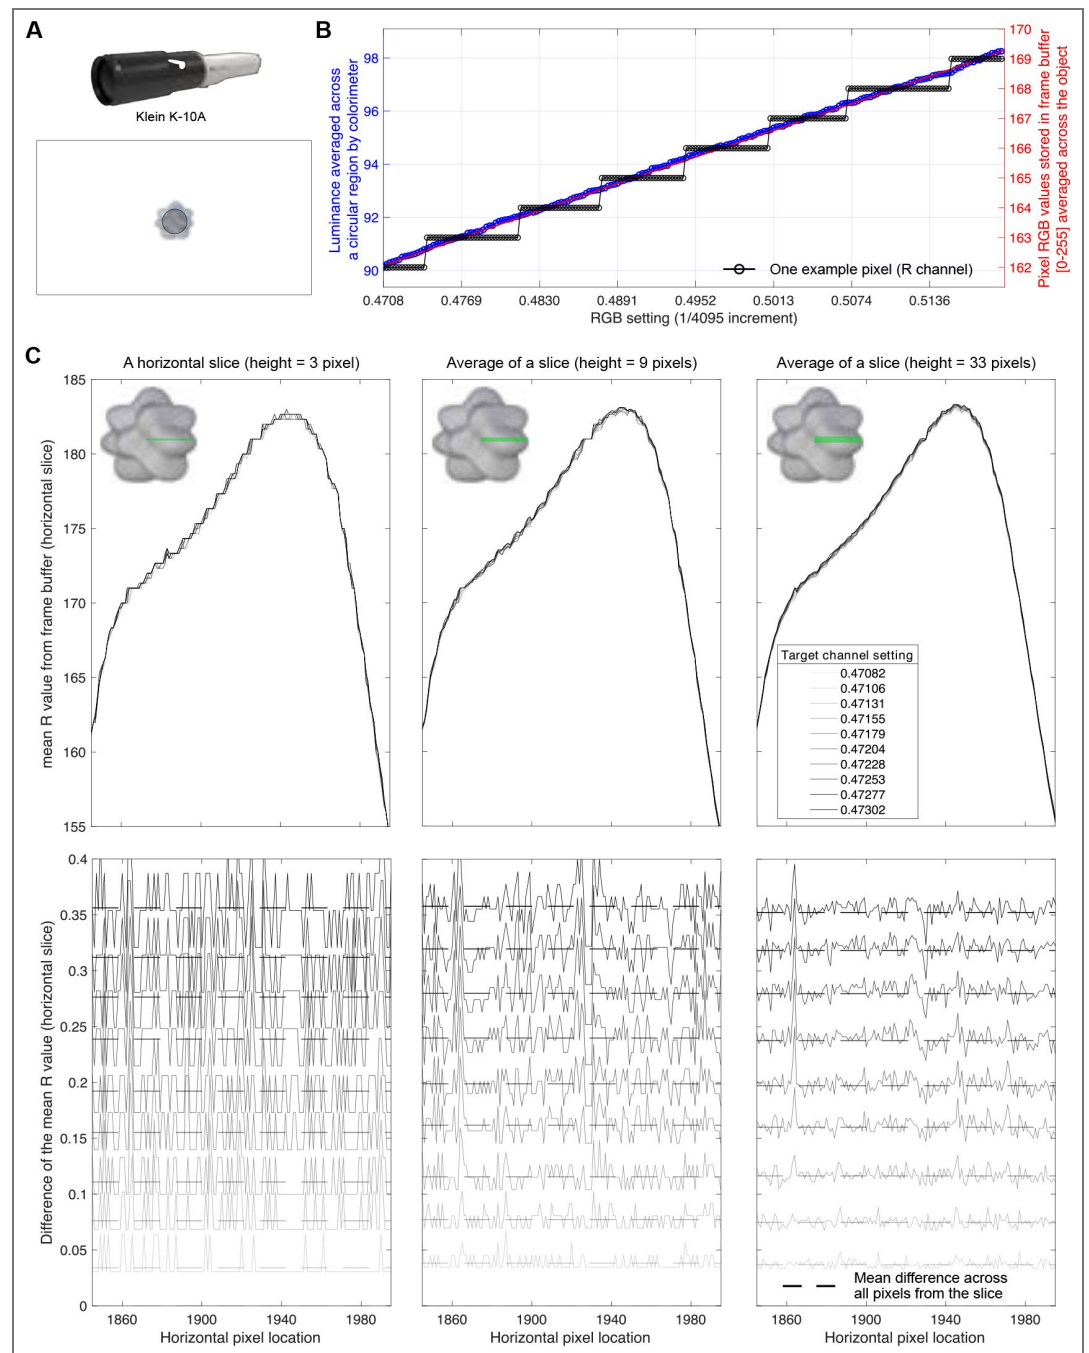 A
Klein K-10A
B
Luminance averaged across
a circular region by colorimeter
98
96
94
92
90
170
169
168
167
166
165
164
163
162
Pixel RGB values stored in frame buffer
[0-255] averaged across the object
One example pixel (R channel)
0.4708 0.4769 0.4830 0.4891 0.4952 0.5013 0.5074 0.5136
RGB setting (1/4095 increment)
C
A horizontal slice (height = 3 pixel)
Average of a slice (height = 9 pixels)
Average of a slice (height = 33 pixels)
mean R value from frame buffer (horizontal slice)
185
180
175
170
165
160
155
Target channel setting
0.47082
0.47106
0.47131
0.47155
0.47179
0.47204
0.47228
0.47253
0.47277
0.47302
Difference of the mean R value (horizontal slice)
0.4
0.35
0.3
0.25
0.2
0.15
0.1
0.05
0
Mean difference across
all pixels from the slice
1860 1900 1940 1980
1860 1900 1940 1980
1860 1900 1940 1980
Horizontal pixel location
Horizontal pixel location
Horizontal pixel location